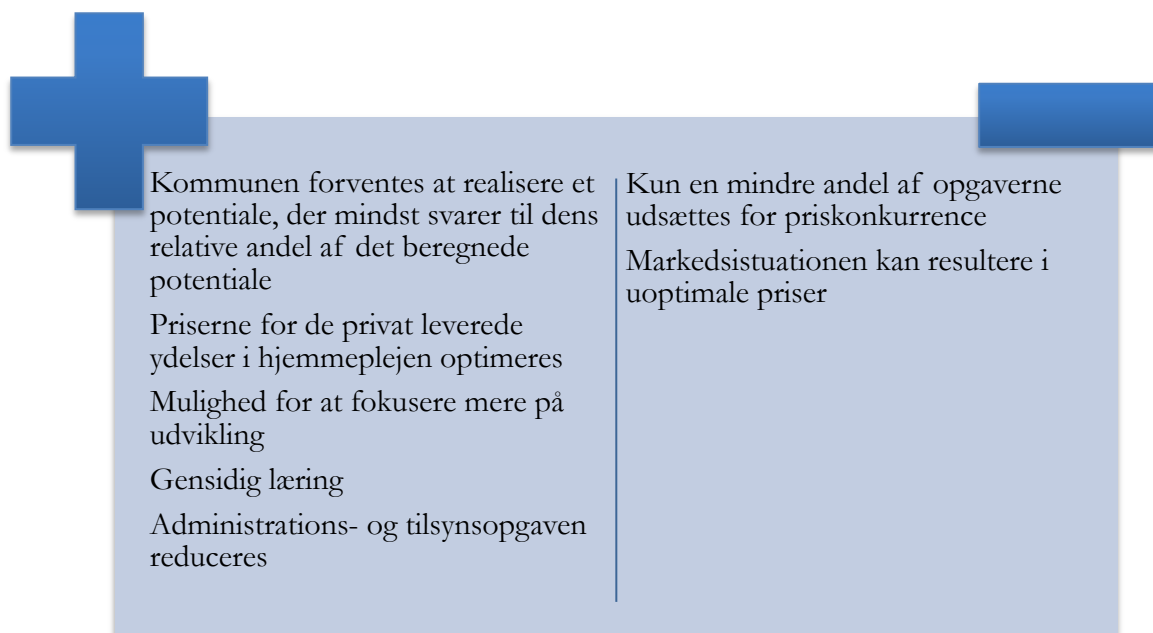 Kommunen forventes at realisere et
potentiale, der mindst svarer til dens
relative andel af det beregnede
potentiale
Priserne for de privat leverede
ydelser i hjemmeplejen optimeres
Mulighed for at fokusere mere på
udvikling
Gensidig læring
Administrations- og tilsynsopgaven
reduceres
Kun en mindre andel af opgaverne
udsættes for priskonkurrence
Markedsistuationen kan resultere i
uoptimale priser